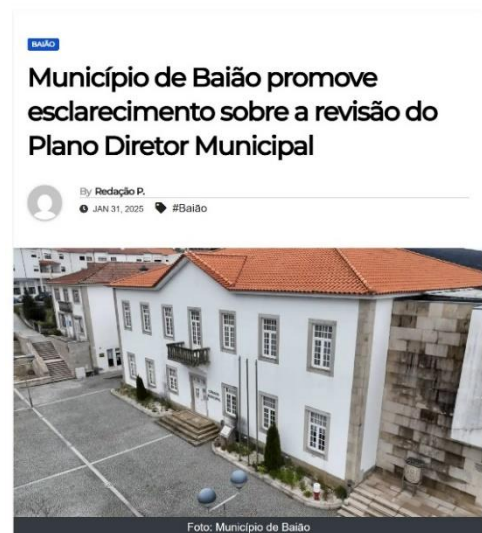 BAIÃO
Município de Baião promove
esclarecimento sobre a revisão do
Plano Diretor Municipal
By Redação P.
JAN 31, 2025 #Baião
Foto: Município de Baião